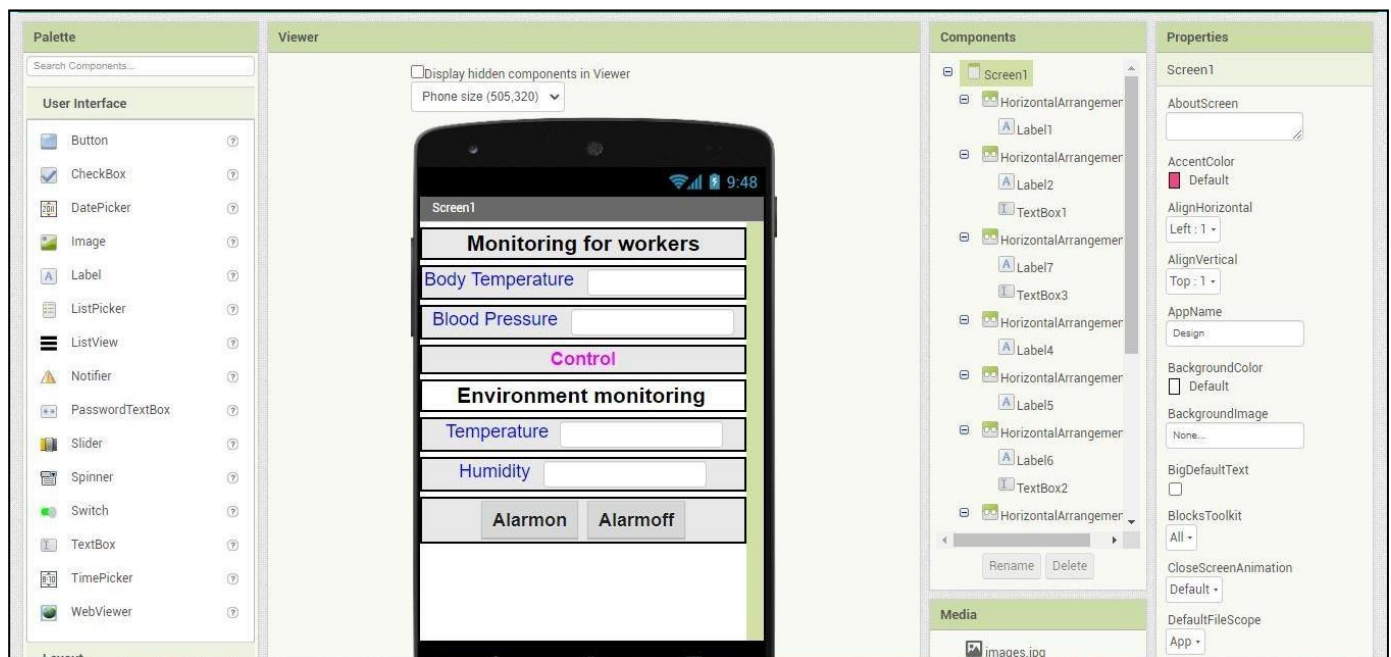 Palette
Search Components...
User Interface
Button
CheckBox
DatePicker
Image
Label
ListPicker
ListView
Notifier
PasswordTextBox
Slider
Spinner
Switch
TextBox
TimePicker
WebViewer
Viewer
Display hidden components in Viewer
Phone size (505,320)
9:48
Screen1
Monitoring for workers
Body Temperature
Blood Pressure
Control
Environment monitoring
Temperature
Humidity
Alarmon Alarmoff
Components
Screen1
HorizontalArrangemer
Label1
HorizontalArrangemer
Label2
TextBox1
HorizontalArrangemer
Label7
TextBox3
HorizontalArrangemer
Label4
HorizontalArrangemer
Label5
HorizontalArrangemer
Label6
TextBox2
HorizontalArrangemer
Rename Delete
Media
images.jpg
Properties
Screen1
AboutScreen
AccentColor
Default
AlignHorizontal
Left : 1
AlignVertical
Top : 1
AppName
Design
BackgroundColor
Default
BackgroundImage
None...
BigDefaultText
BlocksToolkit
All
CloseScreenAnimation
Default
DefaultFileScope
App